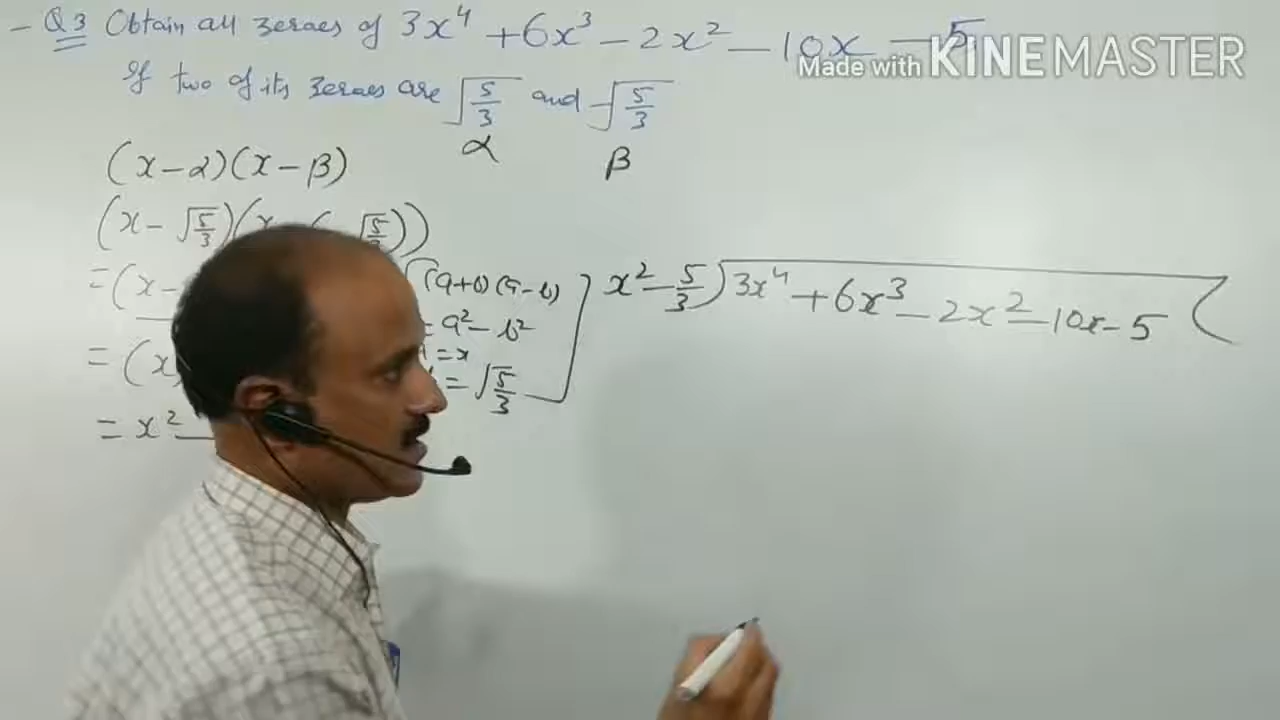 - Q3 Obtain all zeroes of 3x⁴ + 6x³ - 2x² - 10x - 5
If two of its zeroes are √5/3 and -√5/3
α β
(x - α)(x - β)
(x - √5/3)(x - (- √5/3))
= (x -
= (x
= x² -
(a+b)(a-b)
= a² - b²
= x
= √5/3
x² - 5/3 ) 3x⁴ + 6x³ - 2x² - 10x - 5 (
Made with KINEMASTER